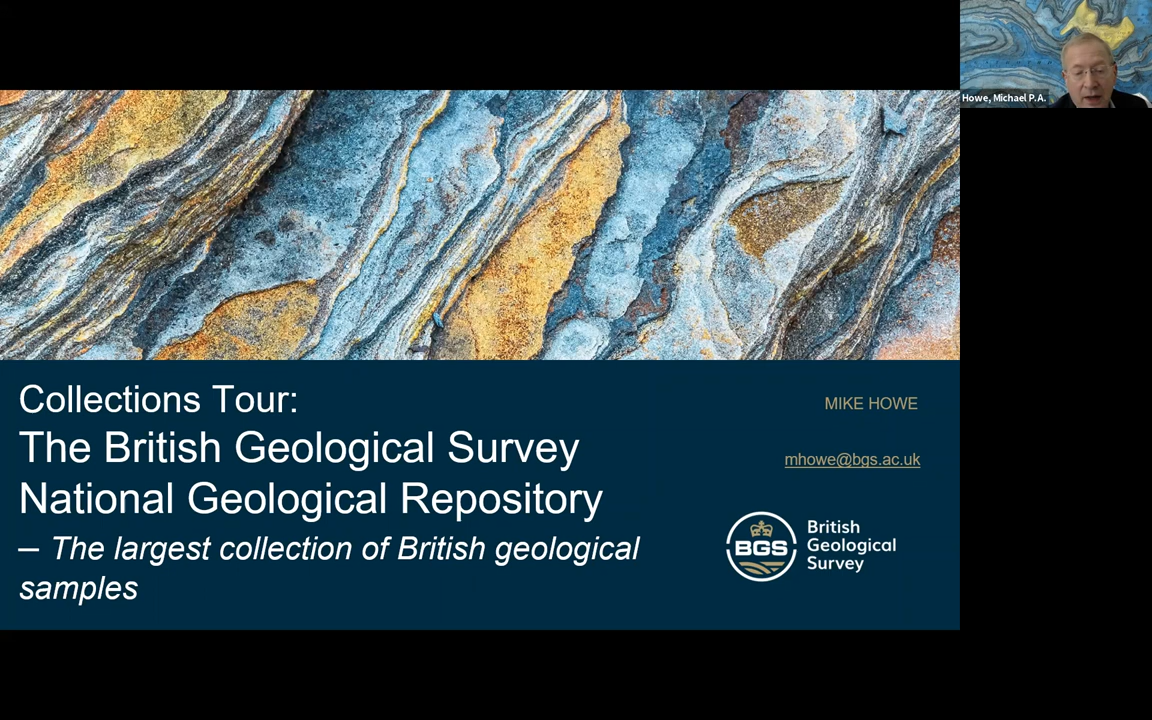 Howe, Michael P.A.
Collections Tour:
The British Geological Survey
National Geological Repository
– The largest collection of British geological
samples
MIKE HOWE
mhowe@bgs.ac.uk
BGS
British
Geological
Survey